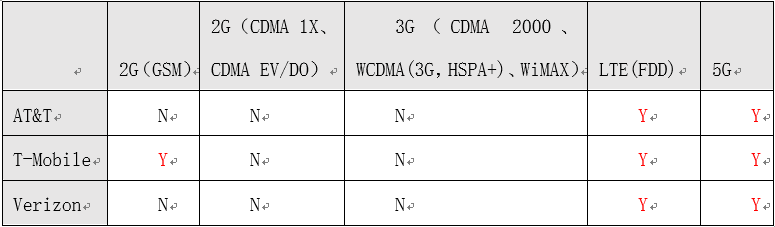 2G（CDMA 1X、 3G（CDMA 2000、
2G（GSM） CDMA EV/DO） WCDMA(3G，HSPA+)、WiMAX） LTE(FDD) 5G
AT&T N N N Y Y
T-Mobile Y N N Y Y
Verizon N N N Y Y